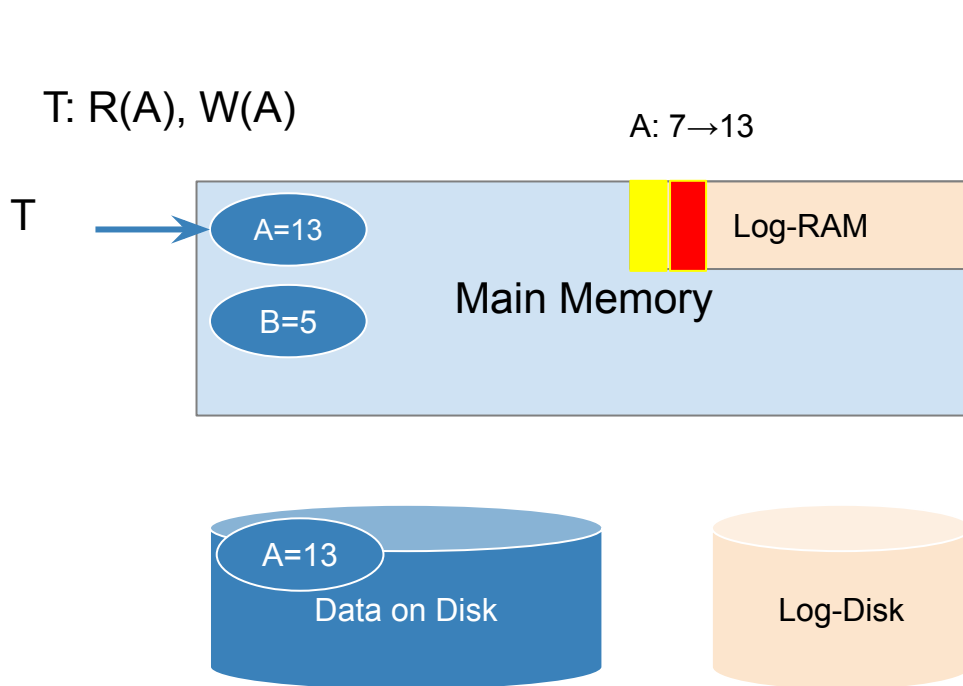 T: R(A), W(A)
A: 7→13
T
A=13
Log-RAM
B=5
Main Memory
A=13
Data on Disk
Log-Disk